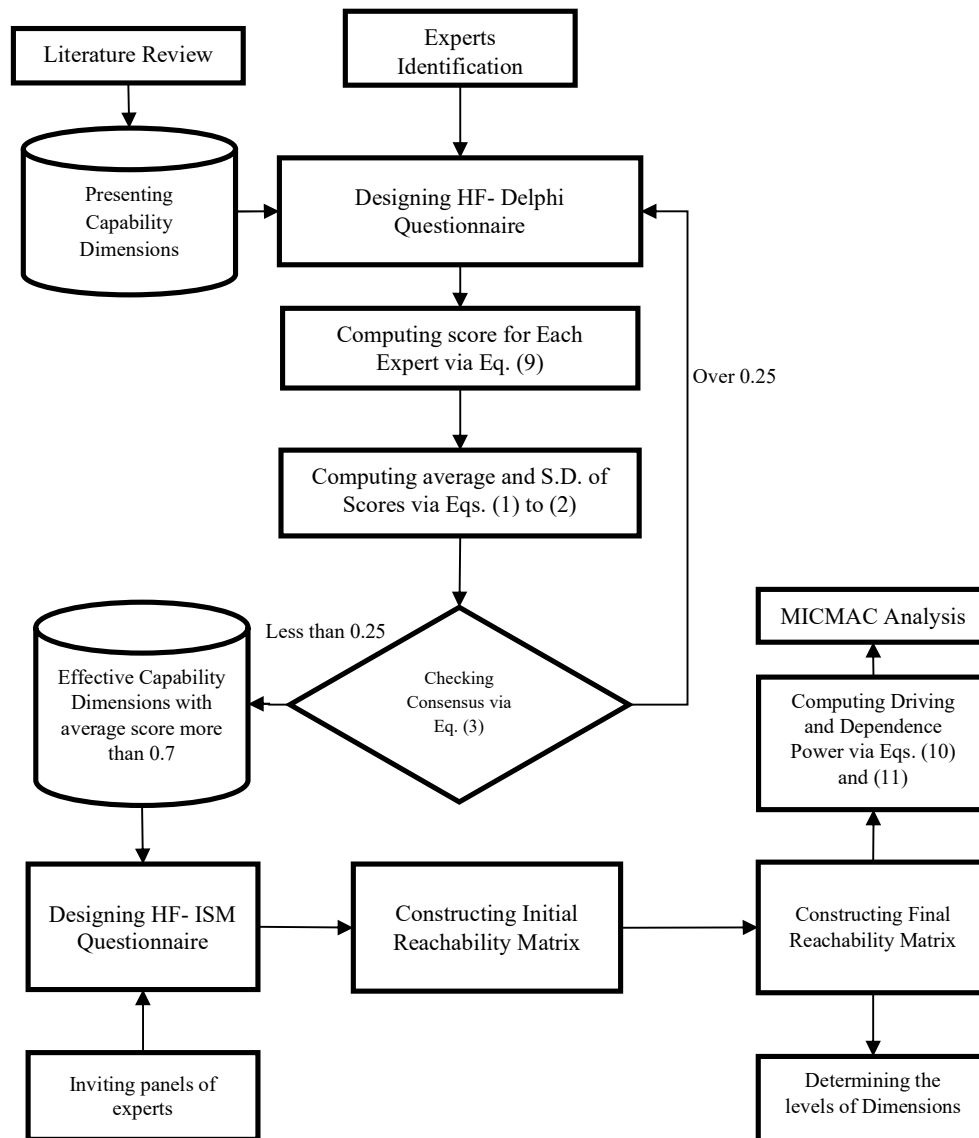 Literature Review
Experts
Identification
Presenting
Capability
Dimensions
Designing HF- Delphi
Questionnaire
Computing score for Each
Expert via Eq. (9)
Over 0.25
Computing average and S.D. of
Scores via Eqs. (1) to (2)
Less than 0.25
Checking
Consensus via
Eq. (3)
Effective Capability
Dimensions with
average score more
than 0.7
MICMAC Analysis
Computing Driving
and Dependence
Power via Eqs. (10)
and (11)
Designing HF- ISM
Questionnaire
Constructing Initial
Reachability Matrix
Constructing Final
Reachability Matrix
Inviting panels of
experts
Determining the
levels of Dimensions